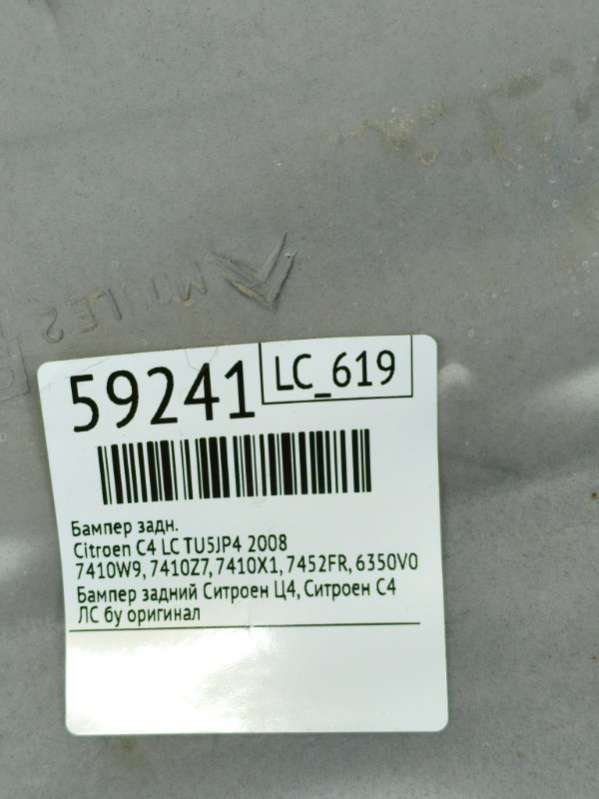 59241
LC_619
Бампер задн.
Citroen C4 LC TU5JP4 2008
7410W9, 7410Z7, 7410X1, 7452FR, 6350V0
Бампер задний Ситроен Ц4, Ситроен С4
ЛС бу оригинал